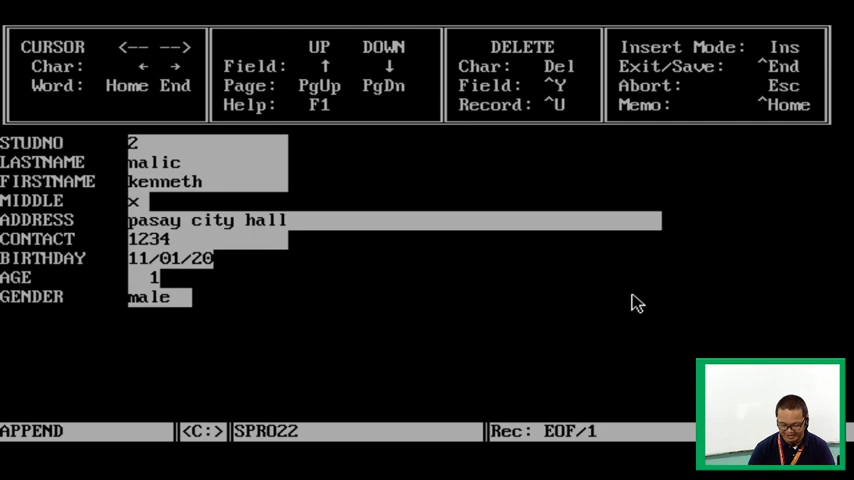 CURSOR <-- --> UP DOWN DELETE Insert Mode: Ins
Char: ← → Field: ↑ ↓ Char: Del Exit/Save: ^End
Word: Home End Page: PgUp PgDn Field: ^Y Abort: Esc
Help: F1 Record: ^U Memo: ^Home
STUDNO 2
LASTNAME malic
FIRSTNAME kenneth
MIDDLE x
ADDRESS pasay city hall
CONTACT 1234
BIRTHDAY 11/01/20
AGE 1
GENDER male
APPEND <C:> SPRO22 Rec: EOF/1